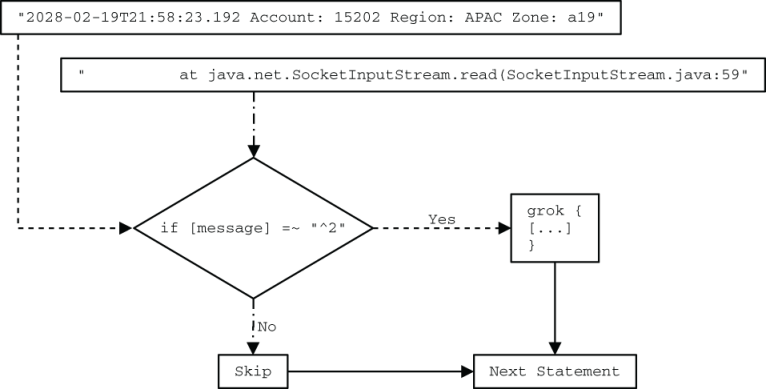 "2028-02-19T21:58:23.192 Account: 15202 Region: APAC Zone: a19"
"          at java.net.SocketInputStream.read(SocketInputStream.java:59"
if [message] =~ "^2"
Yes
grok {
[...]
}
No
Skip
Next Statement